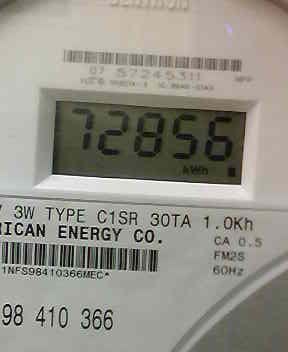 07 57245311
72856
kWh
3W TYPE C1SR 30TA 1.0Kh
RICAN ENERGY CO.
CA 0.5
FM2S
60Hz
1NFS98410366MEC*
98 410 366